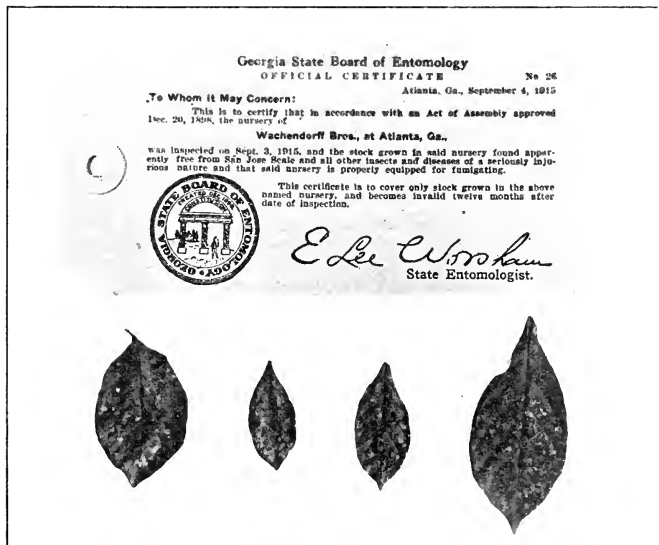 Georgia State Board of Entomology
OFFICIAL CERTIFICATE No 26
Atlanta, Ga., September 4, 1915
To Whom it May Concern:
This is to certify that in accordance with an Act of Assembly approved
Dec. 20, 1898, the nursery of
Wachendorff Bros., at Atlanta, Ga.,
was inspected on Sept. 3, 1915, and the stock grown in said nursery found appar-
ently free from San Jose Scale and all other insects and diseases of a seriously inju-
rious nature and that said nursery is properly equipped for fumigating.
This certificate is to cover only stock grown in the above
named nursery, and becomes invalid twelve months after
date of inspection.
GEORGIA STATE BOARD OF ENTOMOLOGY
CONSTITUTION
E Lee Worsham
State Entomologist.